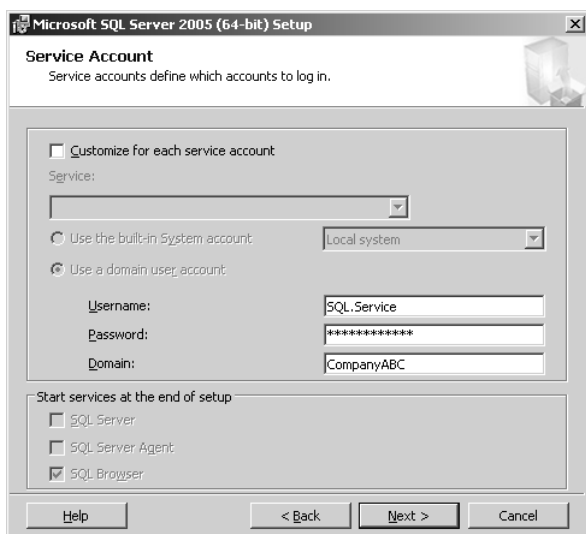 Microsoft SQL Server 2005 (64-bit) Setup
Service Account
Service accounts define which accounts to log in.
Customize for each service account
Service:
Use the built-in System account
Local system
Use a domain user account
Username:
SQL.Service
Password:
************
Domain:
CompanyABC
Start services at the end of setup
SQL Server
SQL Server Agent
SQL Browser
Help
< Back
Next >
Cancel